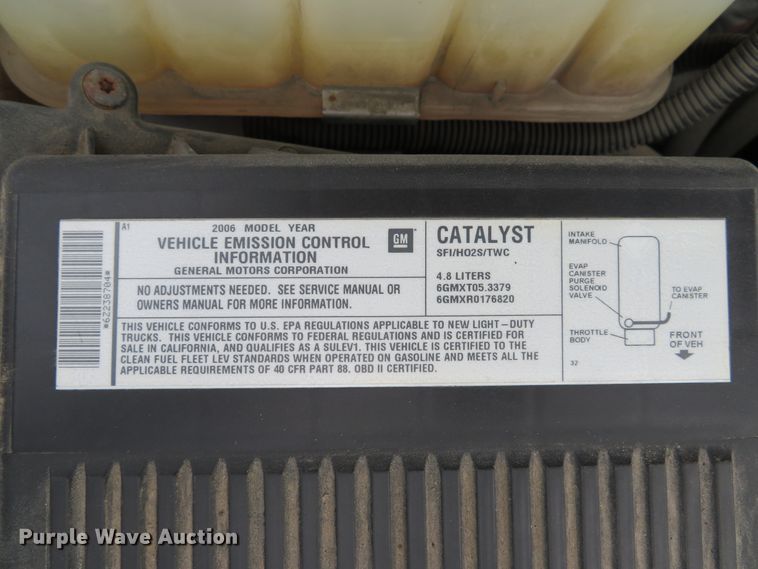 A1
2006 MODEL YEAR
VEHICLE EMISSION CONTROL
INFORMATION
GENERAL MOTORS CORPORATION
GM
NO ADJUSTMENTS NEEDED. SEE SERVICE MANUAL OR
OWNERS MANUAL FOR MORE INFORMATION.
CATALYST
SFI/HO2S/TWC
4.8 LITERS
6GMXT05.3379
6GMXR0176820
THIS VEHICLE CONFORMS TO U.S. EPA REGULATIONS APPLICABLE TO NEW LIGHT-DUTY
TRUCKS. THIS VEHICLE CONFORMS TO FEDERAL REGULATIONS AND IS CERTIFIED FOR
SALE IN CALIFORNIA, AND QUALIFIES AS A SULEV1. THIS VEHICLE IS CERTIFIED TO THE
CLEAN FUEL FLEET LEV STANDARDS WHEN OPERATED ON GASOLINE AND MEETS ALL THE
APPLICABLE REQUIREMENTS OF 40 CFR PART 88. OBD II CERTIFIED.
INTAKE
MANIFOLD
EVAP
CANISTER
PURGE
SOLENOID
VALVE
TO EVAP
CANISTER
THROTTLE
BODY
FRONT
OF VEH
32
*62238704*
Purple Wave Auction